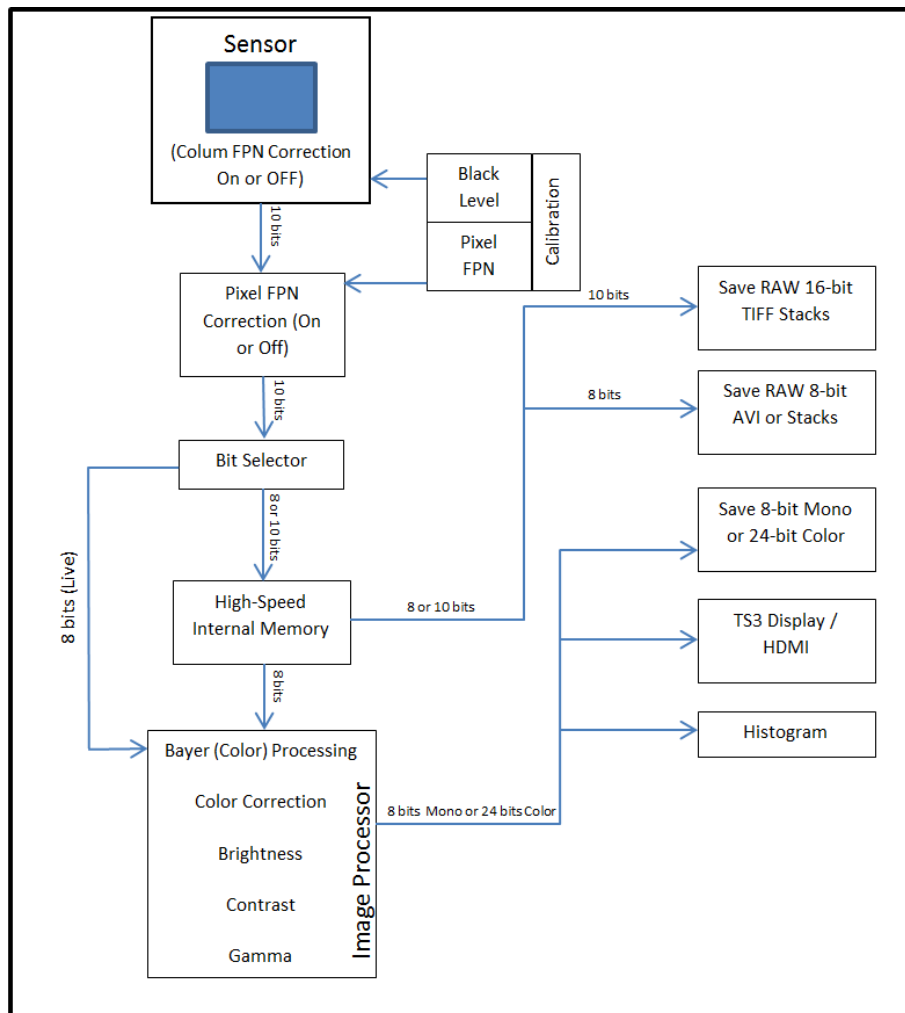 Sensor
(Colum FPN Correction
On or OFF)
Black
Level
Pixel
FPN
Calibration
10 bits
Pixel FPN
Correction (On
or Off)
10 bits
Bit Selector
8 or 10 bits
8 bits (Live)
High-Speed
Internal Memory
8 or 10 bits
10 bits
Save RAW 16-bit
TIFF Stacks
8 bits
Save RAW 8-bit
AVI or Stacks
8 bits
Bayer (Color) Processing
Color Correction
Brightness
Contrast
Gamma
Image Processor
8 bits Mono or 24 bits Color
Save 8-bit Mono
or 24-bit Color
TS3 Display /
HDMI
Histogram